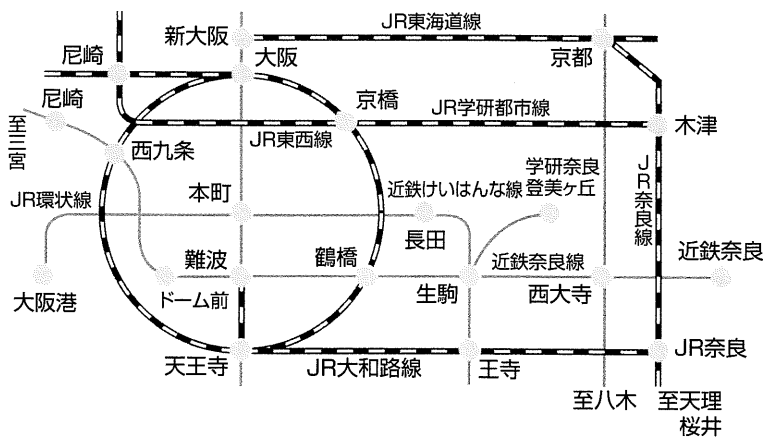 JR東海道線
新大阪
京都
尼崎
大阪
尼崎
京橋
JR学研都市線
木津
至三宮
JR東西線
西九条
学研奈良
登美ヶ丘
JR奈良線
JR環状線
本町
近鉄けいはんな線
長田
難波
鶴橋
近鉄奈良線
近鉄奈良
大阪港
ドーム前
生駒
西大寺
天王寺
JR大和路線
王寺
JR奈良
至八木
至天理
桜井